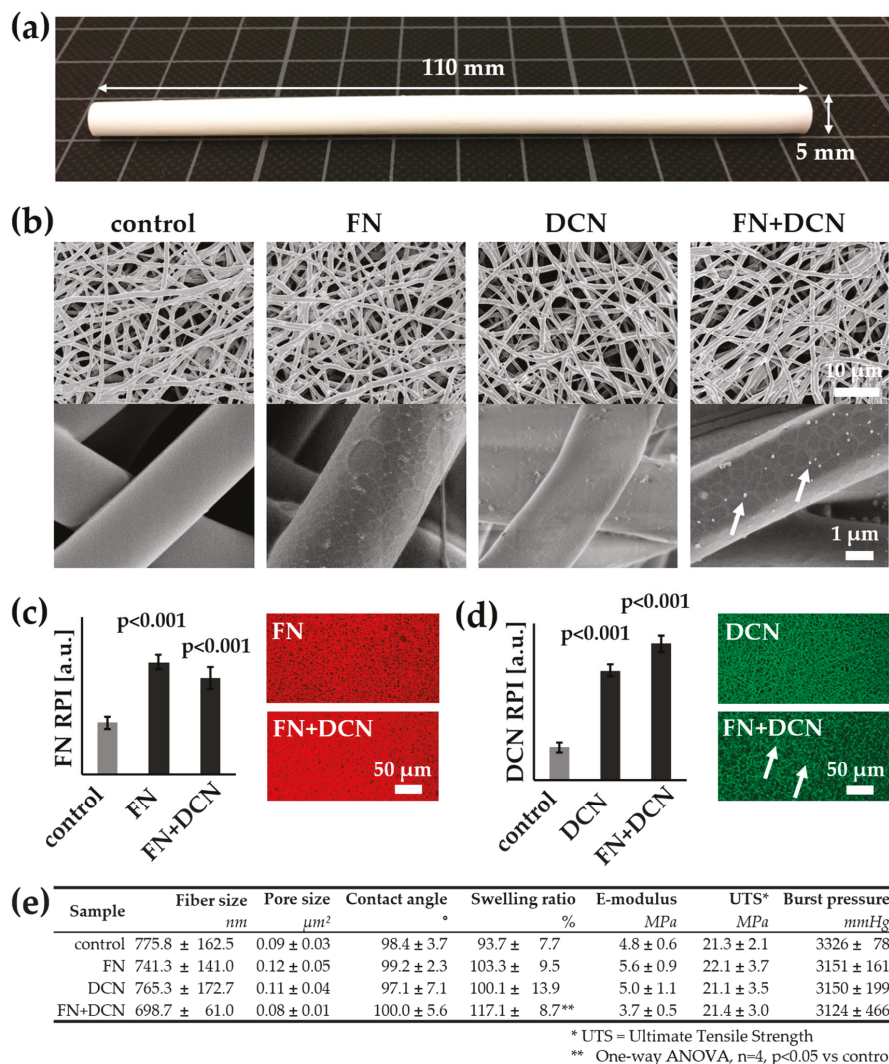 (a)
110 mm
5 mm
(b)
control FN DCN FN+DCN
10 µm
1 µm
(c)
FN RPI [a.u.]
p<0.001
p<0.001
control
FN
FN+DCN
FN
FN+DCN
50 µm
(d)
DCN RPI [a.u.]
p<0.001
p<0.001
control
DCN
FN+DCN
DCN
FN+DCN
50 µm
(e)
Sample Fiber size Pore size Contact angle Swelling ratio E-modulus UTS* Burst pressure
nm µm² ° % MPa MPa mmHg
control 775.8 ± 162.5 0.09 ± 0.03 98.4 ± 3.7 93.7 ± 7.7 4.8 ± 0.6 21.3 ± 2.1 3326 ± 78
FN 741.3 ± 141.0 0.12 ± 0.05 99.2 ± 2.3 103.3 ± 9.5 5.6 ± 0.9 22.1 ± 3.7 3151 ± 161
DCN 765.3 ± 172.7 0.11 ± 0.04 97.1 ± 7.1 100.1 ± 13.9 5.0 ± 1.1 21.1 ± 3.5 3150 ± 199
FN+DCN 698.7 ± 61.0 0.08 ± 0.01 100.0 ± 5.6 117.1 ± 8.7** 3.7 ± 0.5 21.4 ± 3.0 3124 ± 466
* UTS = Ultimate Tensile Strength
** One-way ANOVA, n=4, p<0.05 vs contro